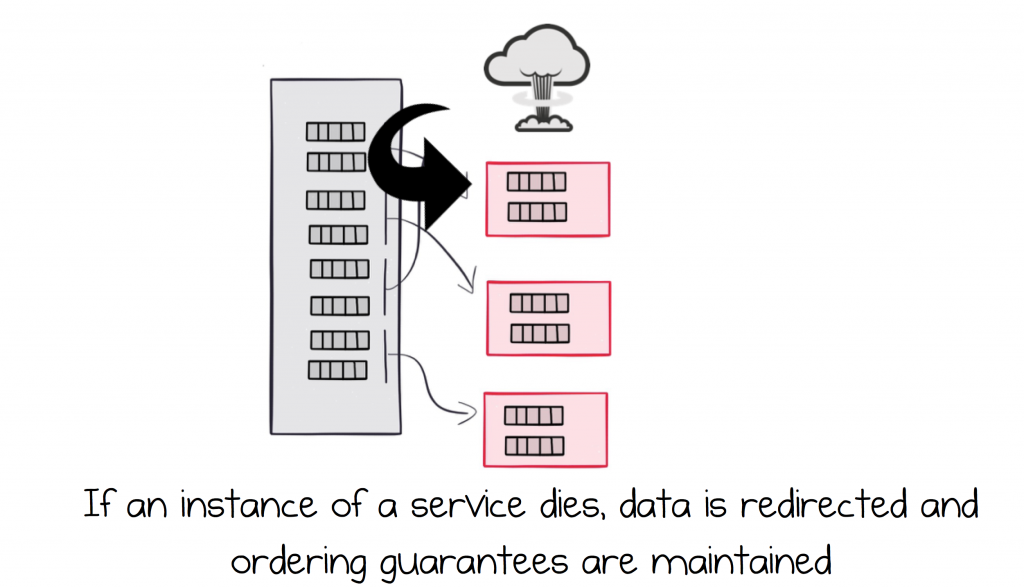 If an instance of a service dies, data is redirected and
ordering guarantees are maintained